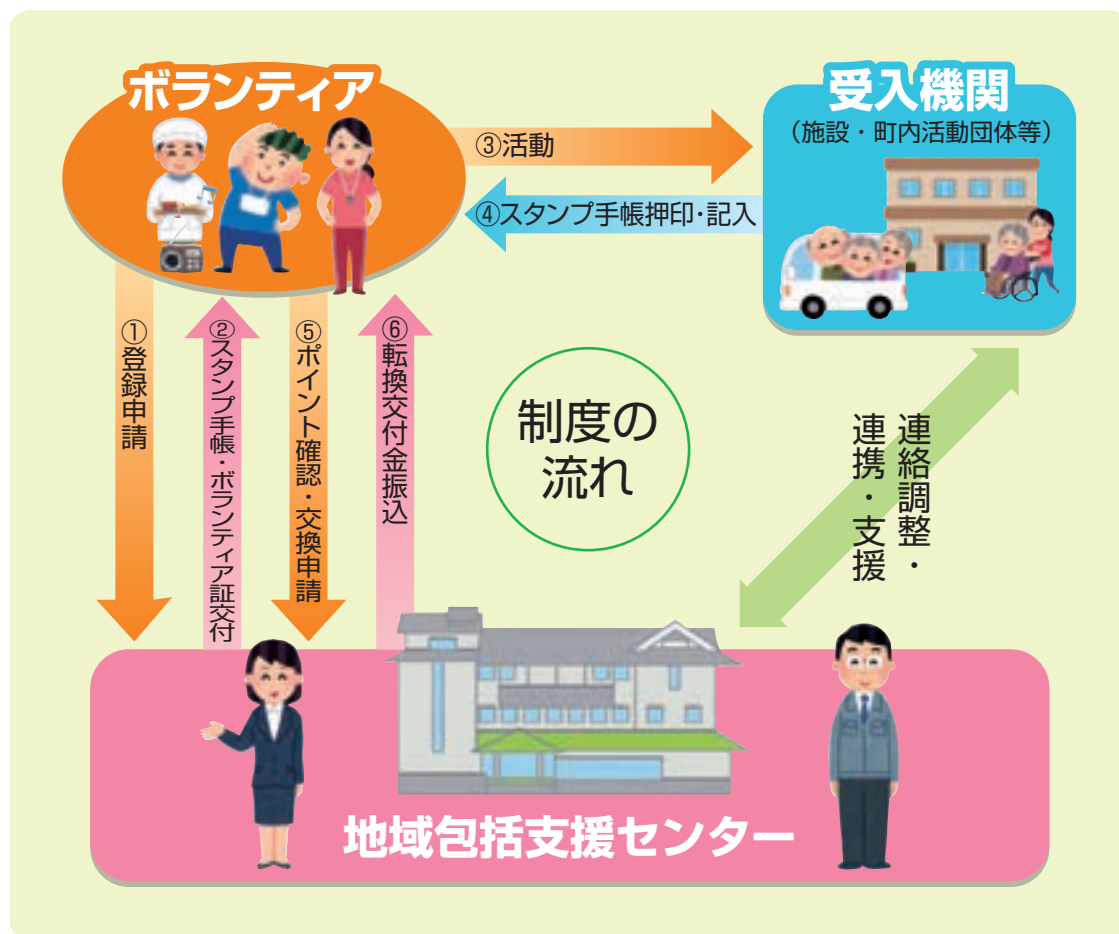 ボランティア
受入機関
（施設・町内活動団体等）
③活動
④スタンプ手帳押印・記入
①登録申請
②スタンプ手帳・ボランティア証交付
⑤ポイント確認・交換申請
⑥転換交付金振込
制度の
流れ
連絡調整・
連携・支援
地域包括支援センター